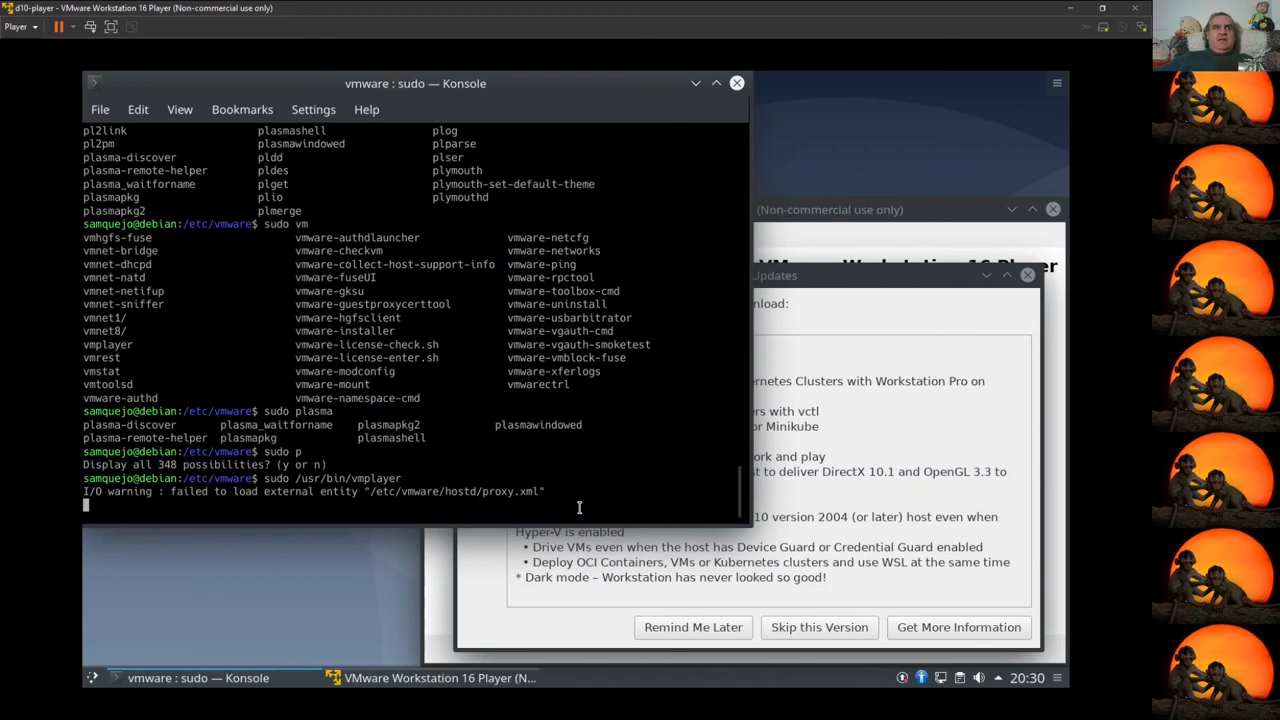 d10-player - VMware Workstation 16 Player (Non-commercial use only)
Player
vmware : sudo — Konsole
File Edit View Bookmarks Settings Help
pl2link plasmashell plog
pl2pm plasmawindowed plparse
plasma-discover pldd plser
plasma-remote-helper pldes plymouth
plasma_waitforname plget plymouth-set-default-theme
plasmapkg plio plymouthd
plasmapkg2 plmerge
samquejo@debian:/etc/vmware$ sudo vm
vmhgfs-fuse vmware-authdlauncher vmware-netcfg
vmnet-bridge vmware-checkvm vmware-networks
vmnet-dhcpd vmware-collect-host-support-info vmware-ping
vmnet-natd vmware-fuseUI vmware-rpctool
vmnet-netifup vmware-gksu vmware-toolbox-cmd
vmnet-sniffer vmware-guestproxycerttool vmware-uninstall
vmnet1/ vmware-hgfsclient vmware-usbarbitrator
vmnet8/ vmware-installer vmware-vgauth-cmd
vmplayer vmware-license-check.sh vmware-vgauth-smoketest
vmrest vmware-license-enter.sh vmware-vmblock-fuse
vmstat vmware-modconfig vmware-xferlogs
vmtoolsd vmware-mount vmwarectrl
vmware-authd vmware-namespace-cmd
samquejo@debian:/etc/vmware$ sudo plasma
plasma-discover plasma_waitforname plasmapkg2 plasmawindowed
plasma-remote-helper plasmapkg plasmashell
samquejo@debian:/etc/vmware$ sudo p
Display all 348 possibilities? (y or n)
samquejo@debian:/etc/vmware$ sudo /usr/bin/vmplayer
I/O warning : failed to load external entity "/etc/vmware/hostd/proxy.xml"
(Non-commercial use only)
VMware Workstation 16 Player
Updates
nload:
ernetes Clusters with Workstation Pro on
ers with vctl
or Minikube
work and play
st to deliver DirectX 10.1 and OpenGL 3.3 to
10 version 2004 (or later) host even when
Hyper-V is enabled
• Drive VMs even when the host has Device Guard or Credential Guard enabled
• Deploy OCI Containers, VMs or Kubernetes clusters and use WSL at the same time
* Dark mode – Workstation has never looked so good!
Remind Me Later Skip this Version Get More Information
vmware : sudo — Konsole VMware Workstation 16 Player (N... 20:30